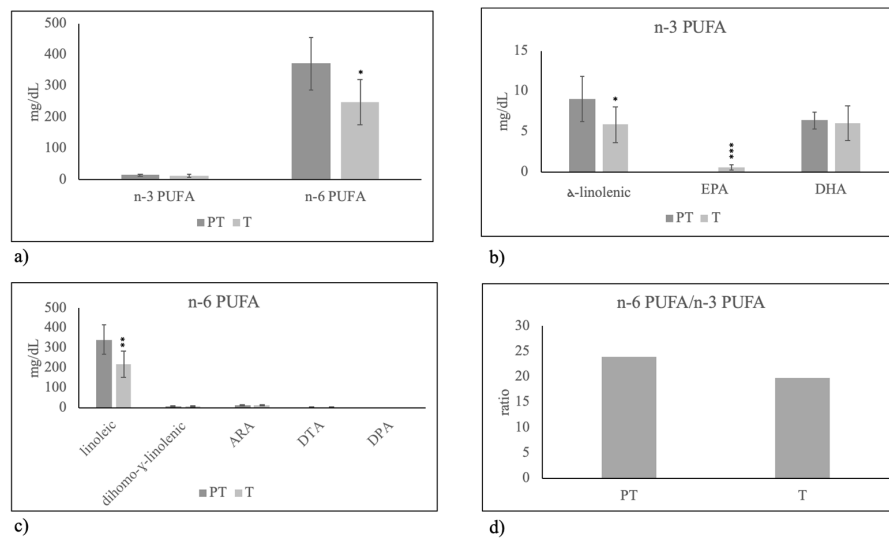 500
400
300
200
100
0
mg/dL
*
n-3 PUFA n-6 PUFA
PT T
a)
n-3 PUFA
15
10
5
0
mg/dL
*
***
a-linolenic EPA DHA
PT T
b)
n-6 PUFA
500
400
300
200
100
0
mg/dL
**
linoleic dihomo-γ-linolenic ARA DTA DPA
PT T
c)
n-6 PUFA/n-3 PUFA
30
25
20
15
10
5
0
ratio
PT T
d)